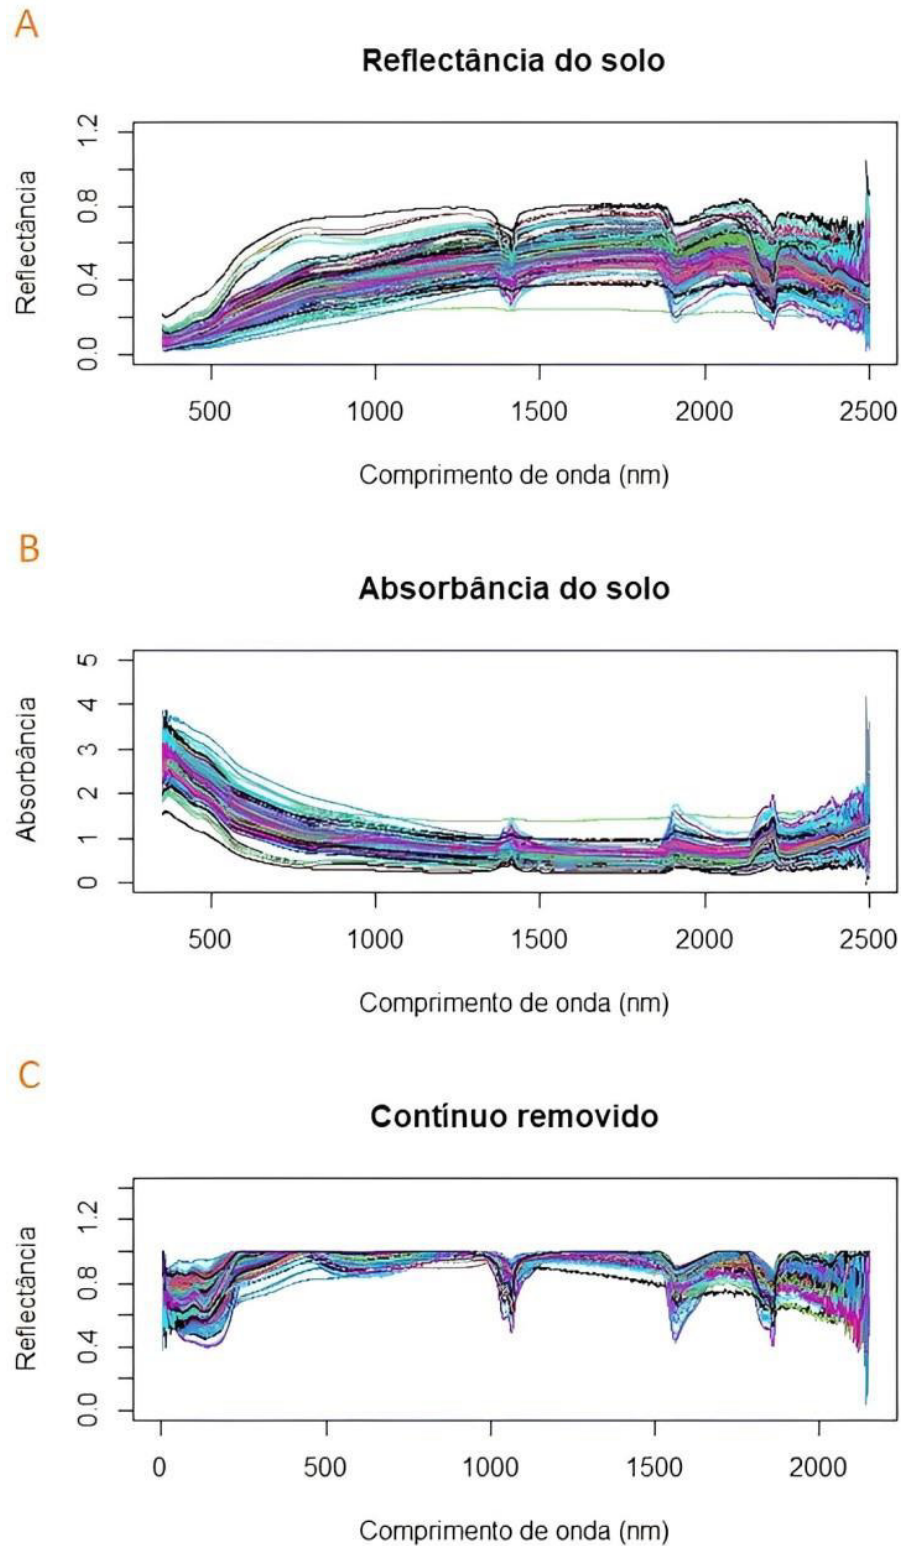 A
Reflectância do solo
Reflectância
0.0 0.4 0.8 1.2
500 1000 1500 2000 2500
Comprimento de onda (nm)
B
Absorbância do solo
Absorbância
0 1 2 3 4 5
500 1000 1500 2000 2500
Comprimento de onda (nm)
C
Contínuo removido
Reflectância
0.0 0.4 0.8 1.2
0 500 1000 1500 2000
Comprimento de onda (nm)